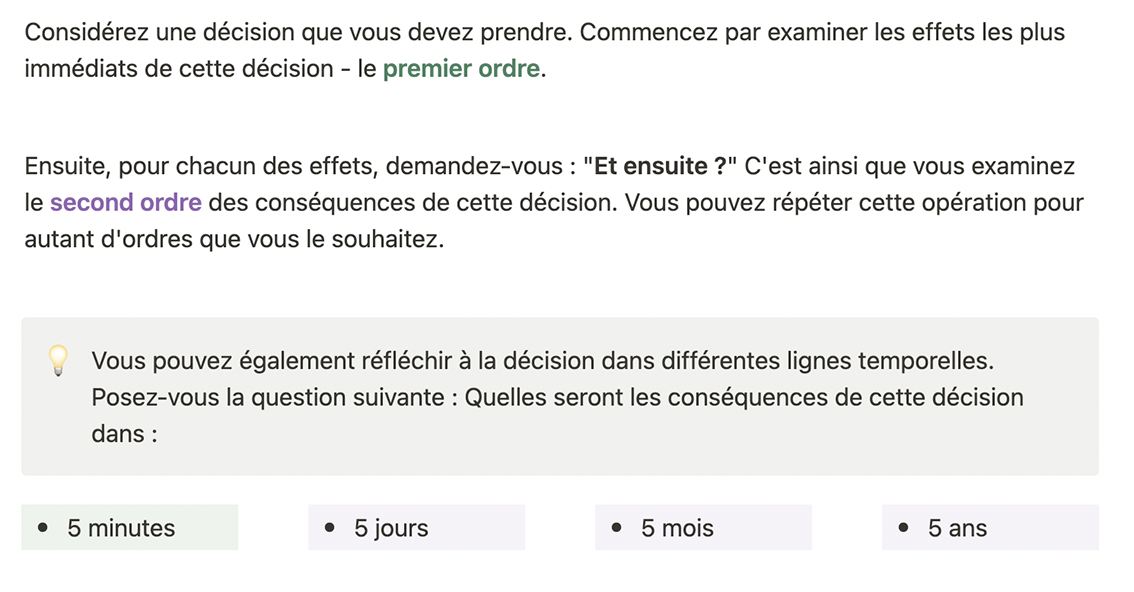 Considérez une décision que vous devez prendre. Commencez par examiner les effets les plus
immédiats de cette décision - le premier ordre.
Ensuite, pour chacun des effets, demandez-vous : "Et ensuite ?" C'est ainsi que vous examinez
le second ordre des conséquences de cette décision. Vous pouvez répéter cette opération pour
autant d'ordres que vous le souhaitez.
Vous pouvez également réfléchir à la décision dans différentes lignes temporelles.
Posez-vous la question suivante : Quelles seront les conséquences de cette décision
dans :
• 5 minutes
• 5 jours
• 5 mois
• 5 ans